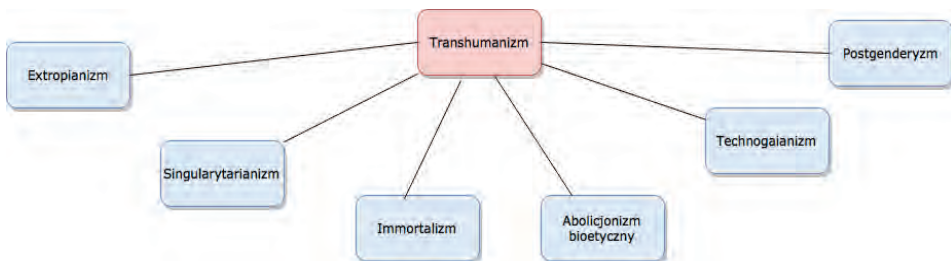 Transhumanizm
Extropianizm
Postgenderyzm
Singularytarianizm
Technogaianizm
Immortalizm
Abolicjonizm
bioetyczny